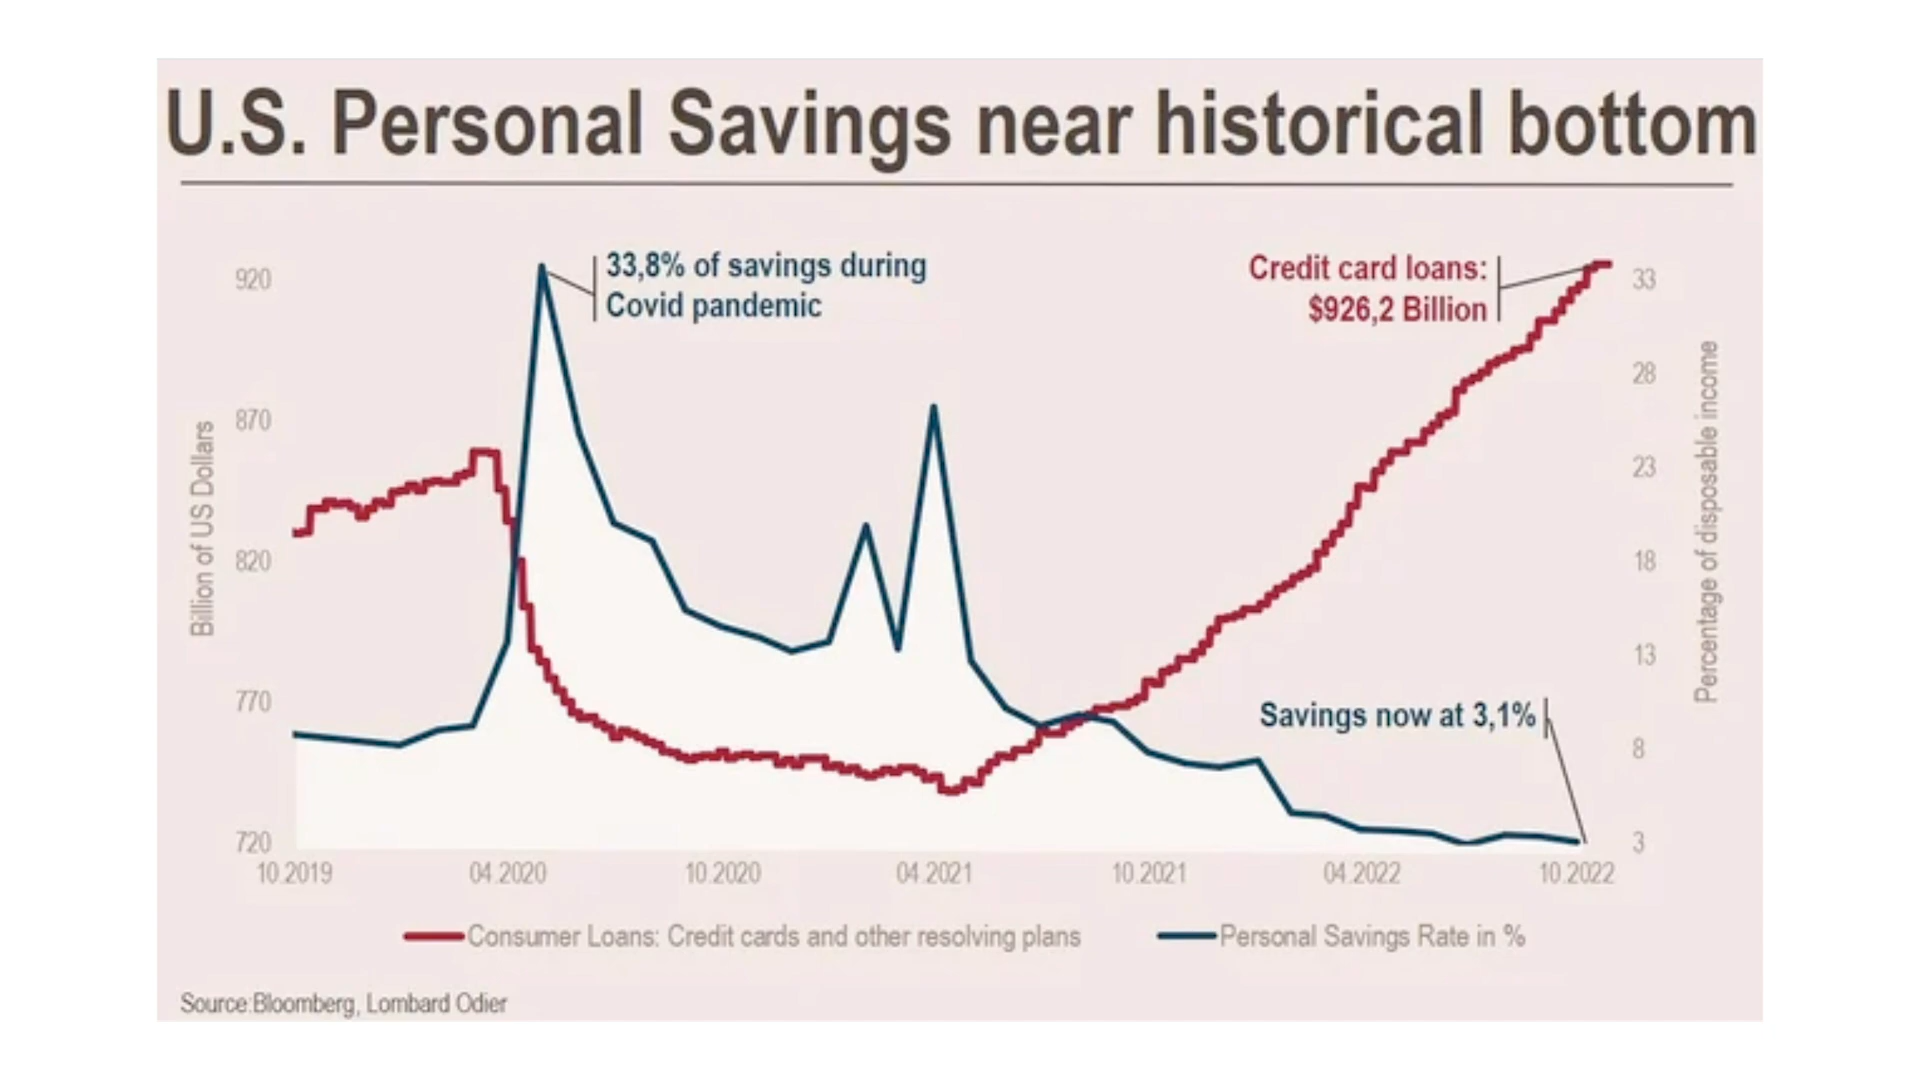 U.S. Personal Savings near historical bottom
33,8% of savings during
Covid pandemic
Credit card loans:
$926,2 Billion
Savings now at 3,1%
Billion of US Dollars
920
870
820
770
720
33
28
23
18
13
8
3
Percentage of disposable income
10.2019
04.2020
10.2020
04.2021
10.2021
04.2022
10.2022
Consumer Loans: Credit cards and other resolving plans
Personal Savings Rate in %
Source:Bloomberg, Lombard Odier